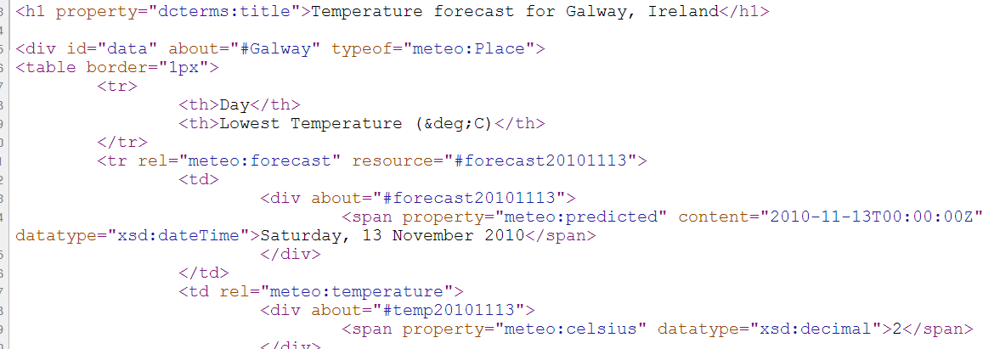 <h1 property="dcterms:title">Temperature forecast for Galway, Ireland</h1>
<div id="data" about="#Galway" typeof="meteo:Place">
<table border="1px">
<tr>
<th>Day</th>
<th>Lowest Temperature (&deg;C)</th>
</tr>
<tr rel="meteo:forecast" resource="#forecast20101113">
<td>
<div about="#forecast20101113">
<span property="meteo:predicted" content="2010-11-13T00:00:00Z"
datatype="xsd:dateTime">Saturday, 13 November 2010</span>
</div>
</td>
<td rel="meteo:temperature">
<div about="#temp20101113">
<span property="meteo:celsius" datatype="xsd:decimal">2</span>
</div>